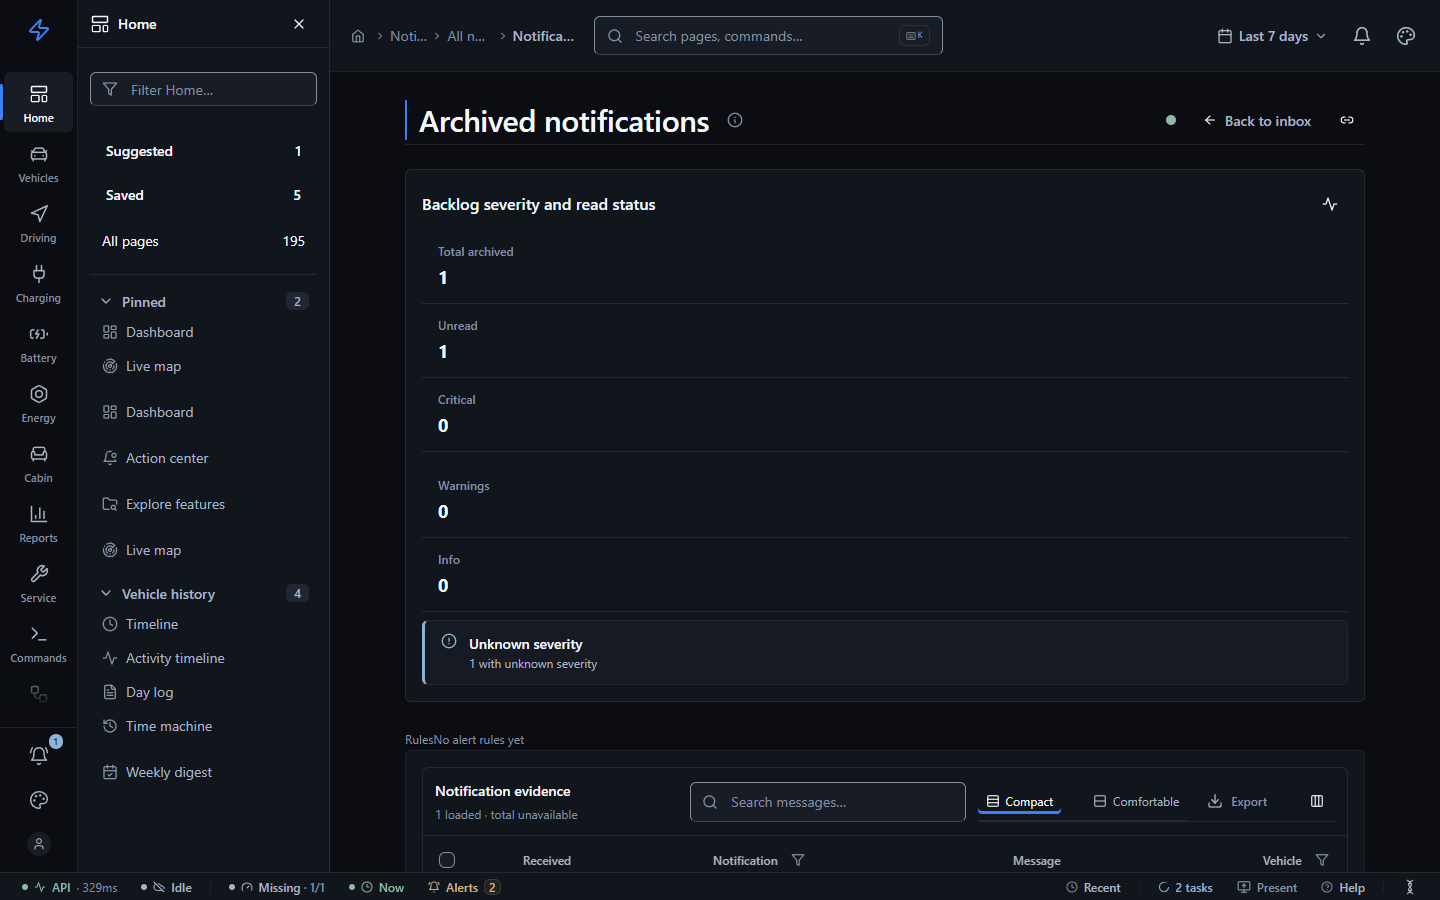 Home
Vehicles
Driving
Charging
Battery
Energy
Cabin
Reports
Service
Commands
1
Home
Filter Home...
Suggested 1
Saved 5
All pages 195
Pinned 2
Dashboard
Live map
Dashboard
Action center
Explore features
Live map
Vehicle history 4
Timeline
Activity timeline
Day log
Time machine
Weekly digest
Noti... All n... Notifica...
Search pages, commands... K
Last 7 days
Archived notifications
Back to inbox
Backlog severity and read status
Total archived
1
Unread
1
Critical
0
Warnings
0
Info
0
Unknown severity
1 with unknown severity
RulesNo alert rules yet
Notification evidence
1 loaded · total unavailable
Search messages...
Compact Comfortable Export
Received Notification Message Vehicle
API · 329ms Idle Missing · 1/1 Now Alerts 2 Recent 2 tasks Present Help